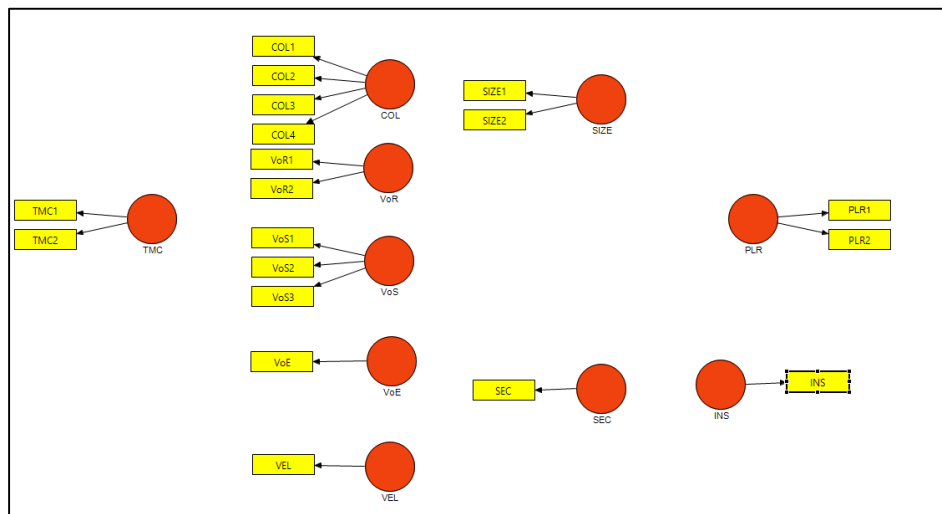 COL1
COL2
COL3
COL4
COL
SIZE1
SIZE2
SIZE
VoR1
VoR2
VoR
TMC1
TMC2
TMC
PLR1
PLR2
PLR
VoS1
VoS2
VoS3
VoS
VoE
VoE
SEC
SEC
INS
INS
VEL
VEL